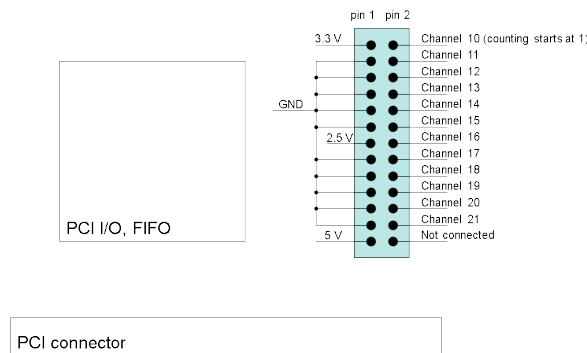 pin 1 pin 2
3.3 V Channel 10 (counting starts at 1)
Channel 11
Channel 12
Channel 13
GND Channel 14
Channel 15
2.5 V Channel 16
Channel 17
Channel 18
Channel 19
Channel 20
Channel 21
5 V Not connected
PCI I/O, FIFO
PCI connector